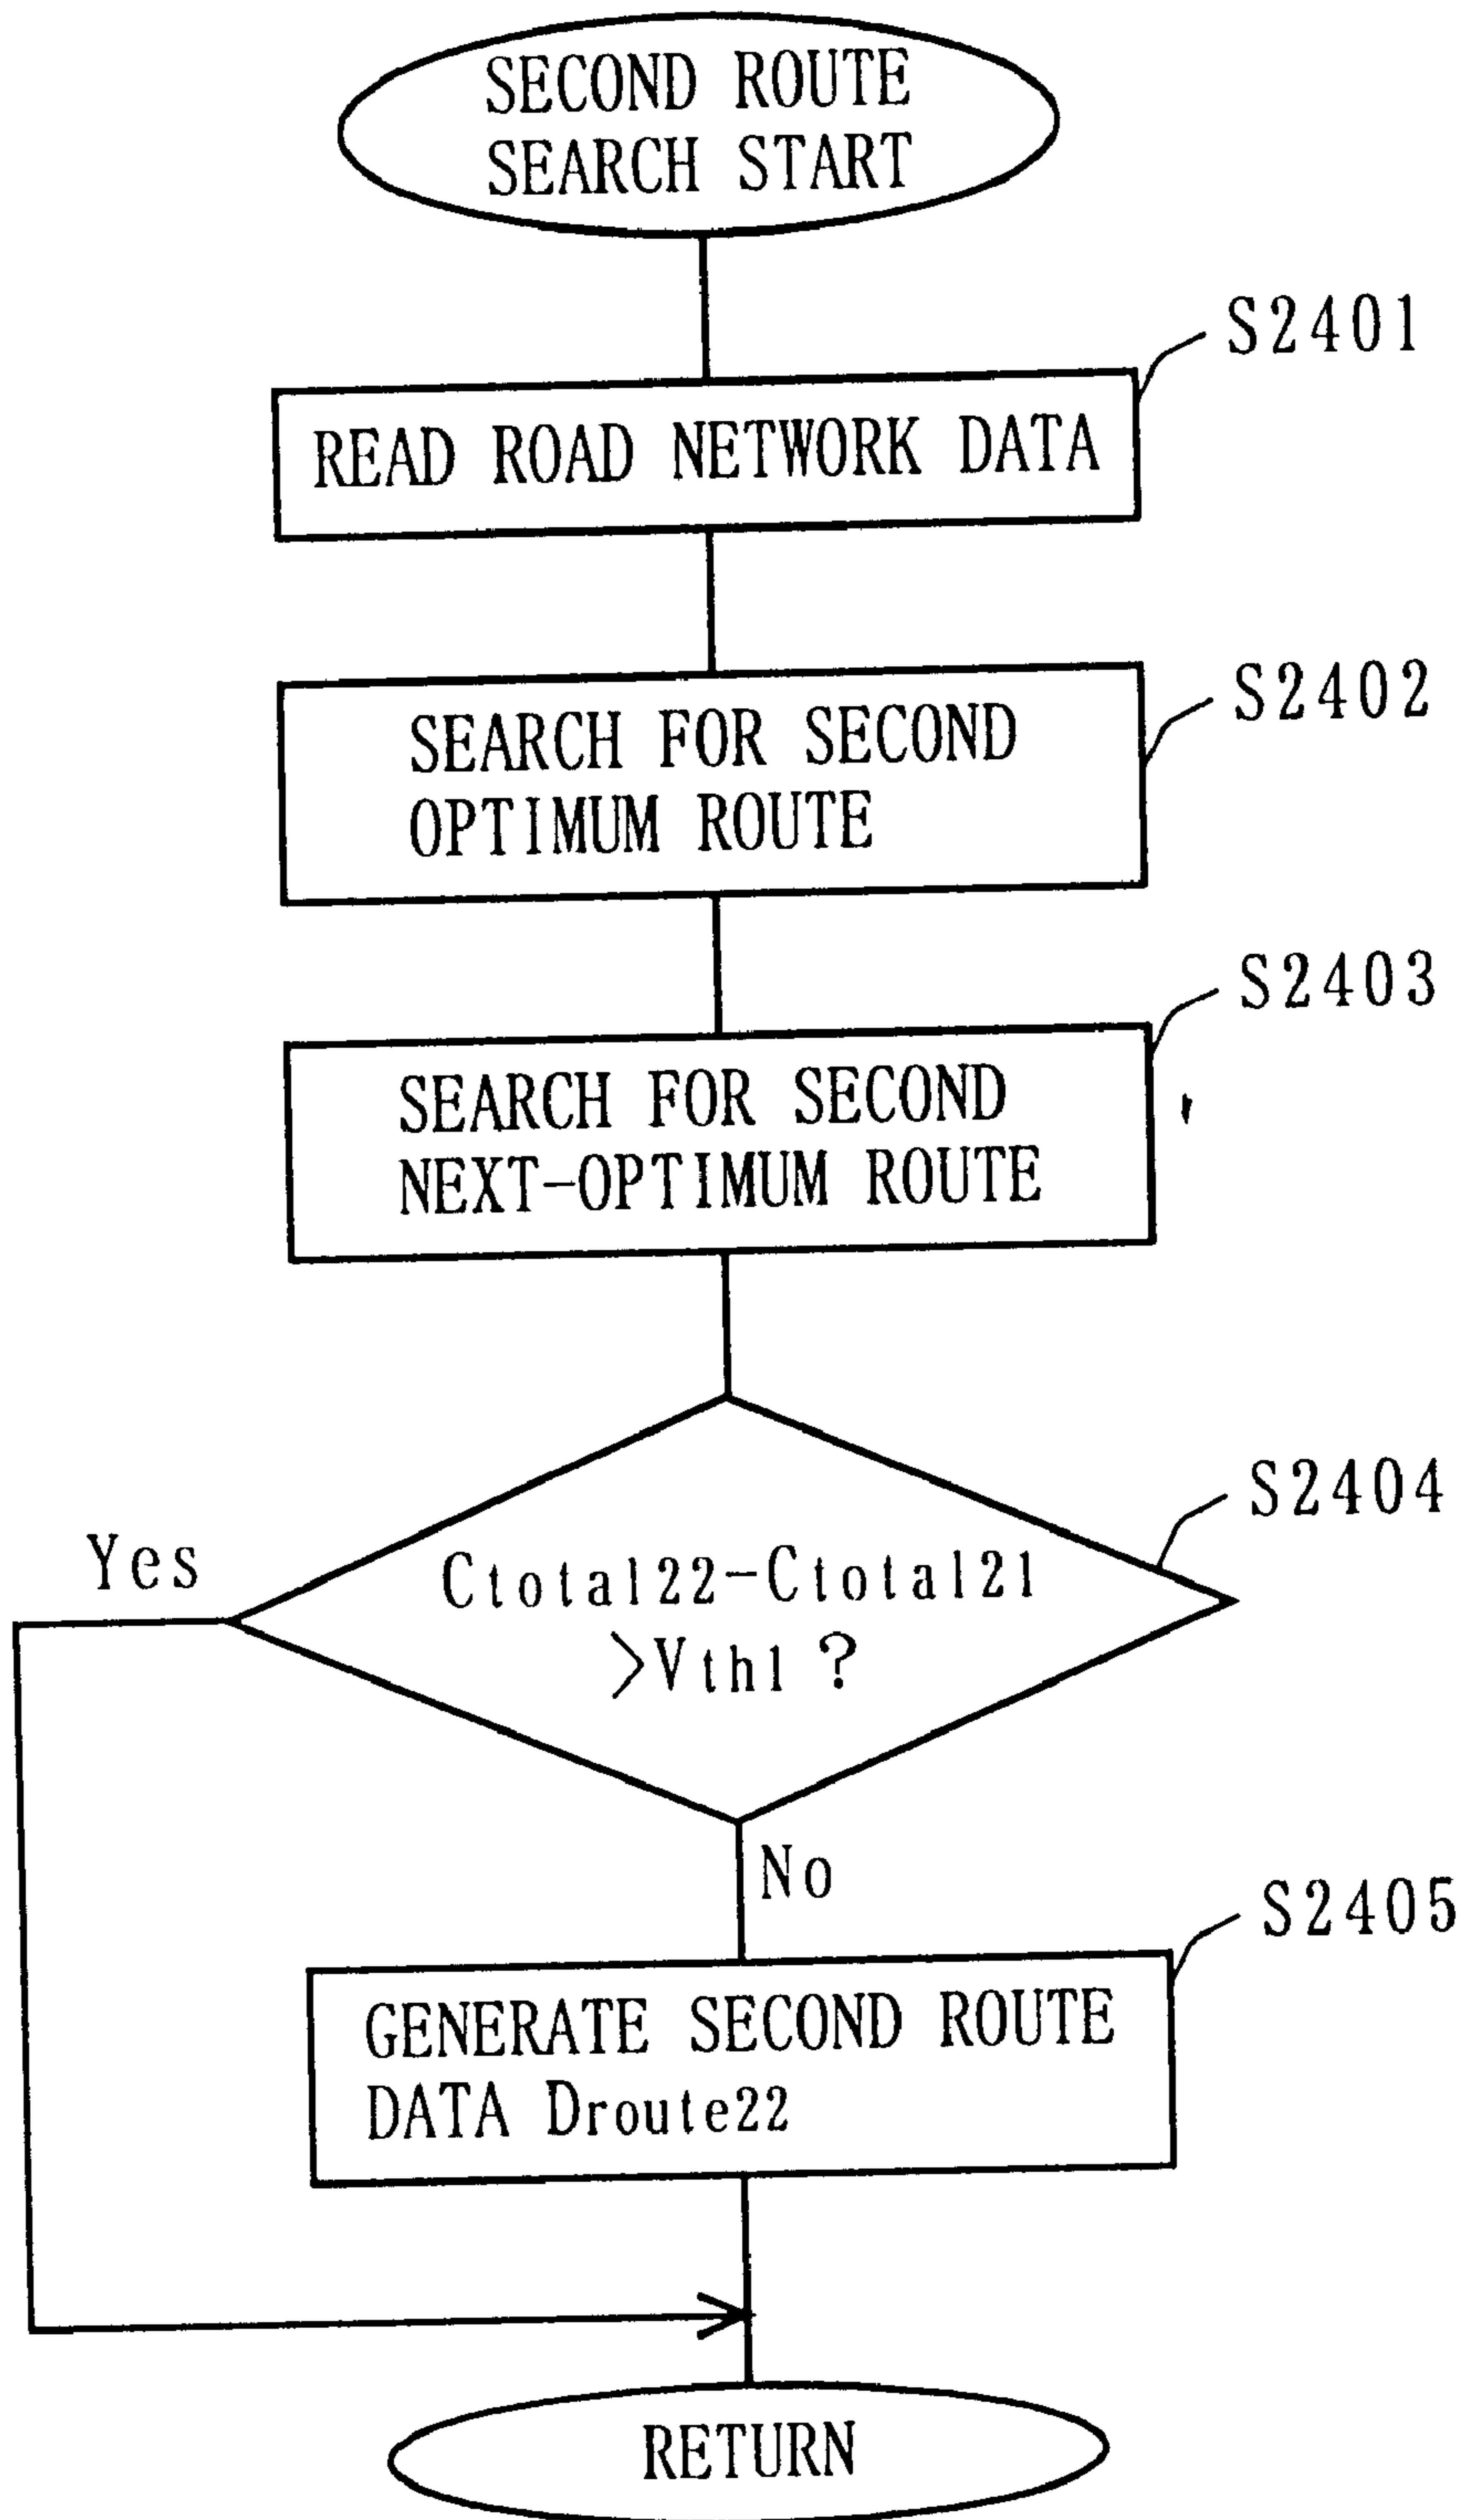 SECOND ROUTE
SEARCH START
S2401
READ ROAD NETWORK DATA
S2402
SEARCH FOR SECOND
OPTIMUM ROUTE
S2403
SEARCH FOR SECOND
NEXT-OPTIMUM ROUTE
S2404
Yes
Ctotal22-Ctotal21
>Vth1 ?
No
S2405
GENERATE SECOND ROUTE
DATA Droute22
RETURN